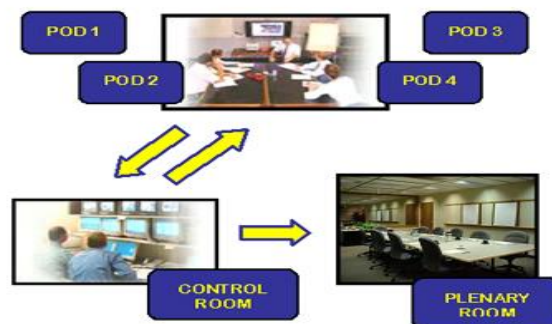 POD 1
POD 3
POD 2
POD 4
CONTROL
ROOM
PLENARY
ROOM